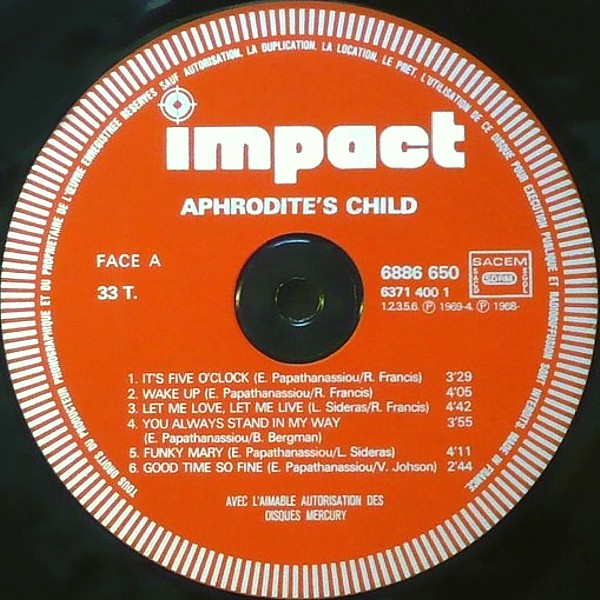 TOUS DROITS DU PRODUCTEUR PHONOGRAPHIQUE ET DU PROPRIETAIRE DE L'ŒUVRE ENREGISTREE RESERVES SAUF AUTORISATION. LA DUPLICATION, LA LOCATION, LE PRET, L'UTILISATION DE CE DISQUE POUR EXECUTION PUBLIQUE ET RADIODIFFUSION SONT INTERDITS. MADE IN FRANCE.
impact
APHRODITE'S CHILD
FACE A
33 T.
6886 650
6371 400 1
1.2.3.5.6. Ⓟ 1969-4. Ⓟ 1968-
SACEM
SACD
SDRM
SGDL
1. IT'S FIVE O'CLOCK (E. Papathanassiou/R. Francis) 3'29
2. WAKE UP (E. Papathanassiou/R. Francis) 4'05
3. LET ME LOVE, LET ME LIVE (L. Sideras/R. Francis) 4'42
4. YOU ALWAYS STAND IN MY WAY 3'55
(E. Papathanassiou/B. Bergman)
5. FUNKY MARY (E. Papathanassiou/L. Sideras) 4'11
6. GOOD TIME SO FINE (E. Papathanassiou/V. Johson) 2'44
AVEC L'AIMABLE AUTORISATION DES
DISQUES MERCURY